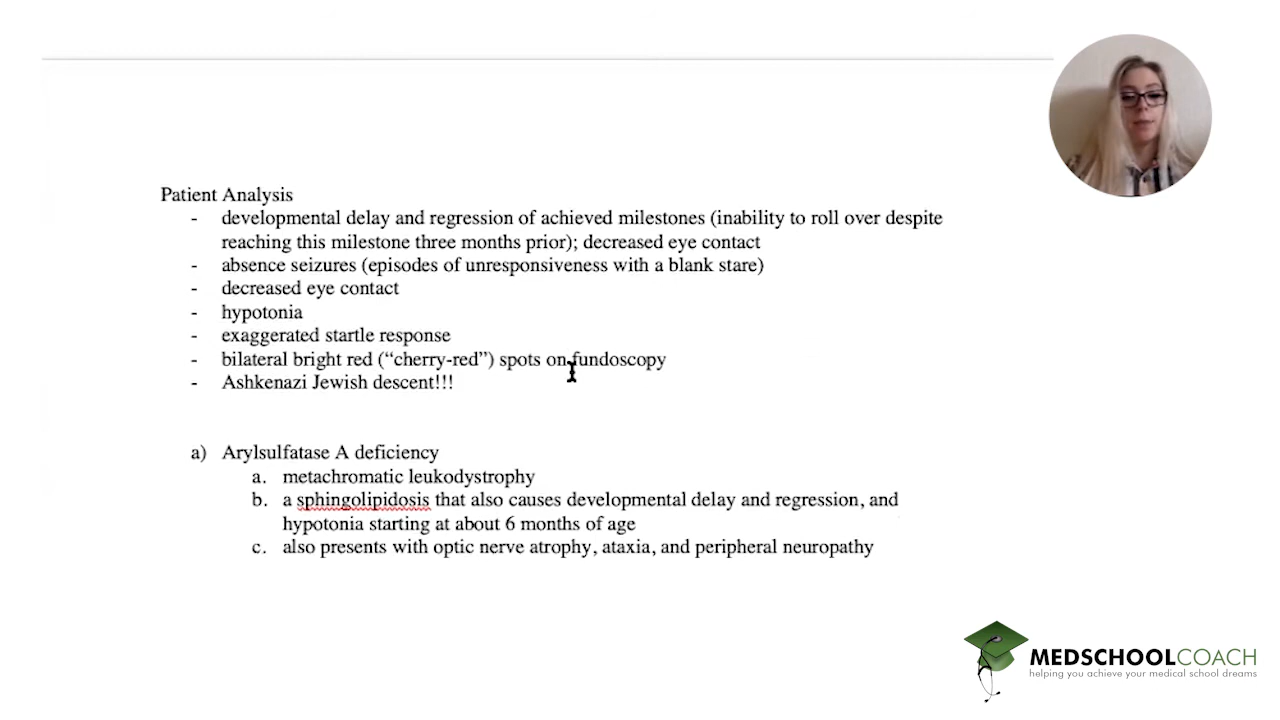 Patient Analysis
- developmental delay and regression of achieved milestones (inability to roll over despite
reaching this milestone three months prior); decreased eye contact
- absence seizures (episodes of unresponsiveness with a blank stare)
- decreased eye contact
- hypotonia
- exaggerated startle response
- bilateral bright red (“cherry-red”) spots on fundoscopy
- Ashkenazi Jewish descent!!!
a) Arylsulfatase A deficiency
a. metachromatic leukodystrophy
b. a sphingolipidosis that also causes developmental delay and regression, and
hypotonia starting at about 6 months of age
c. also presents with optic nerve atrophy, ataxia, and peripheral neuropathy
MEDSCHOOLCOACH
helping you achieve your medical school dreams